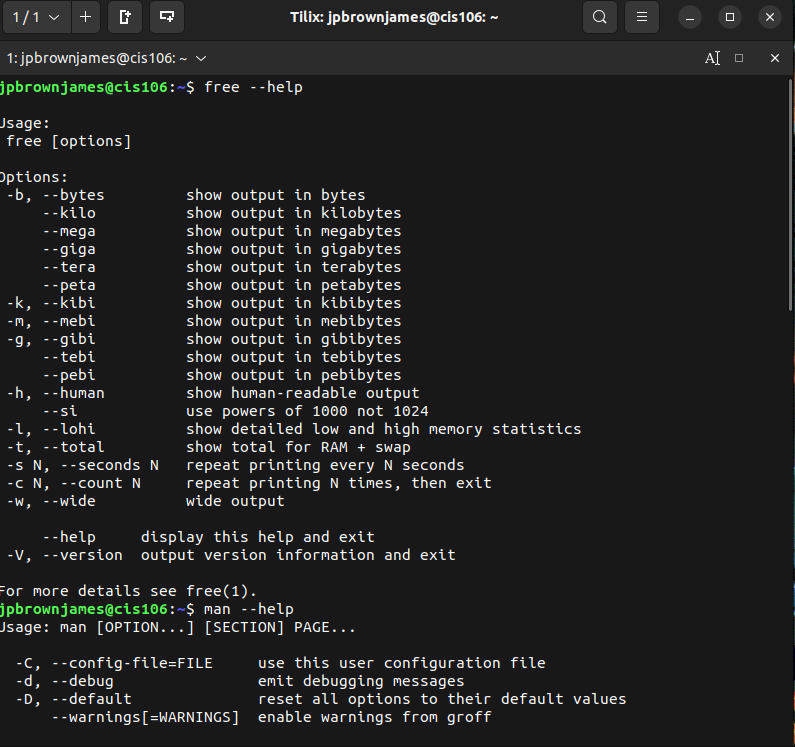 1 / 1
Tilix: jpbrownjames@cis106: ~
1: jpbrownjames@cis106: ~
jpbrownjames@cis106:~$ free --help
Usage:
 free [options]
Options:
 -b, --bytes         show output in bytes
     --kilo          show output in kilobytes
     --mega          show output in megabytes
     --giga          show output in gigabytes
     --tera          show output in terabytes
     --peta          show output in petabytes
 -k, --kibi          show output in kibibytes
 -m, --mebi          show output in mebibytes
 -g, --gibi          show output in gibibytes
     --tebi          show output in tebibytes
     --pebi          show output in pebibytes
 -h, --human         show human-readable output
     --si            use powers of 1000 not 1024
 -l, --lohi          show detailed low and high memory statistics
 -t, --total         show total for RAM + swap
 -s N, --seconds N   repeat printing every N seconds
 -c N, --count N     repeat printing N times, then exit
 -w, --wide          wide output
     --help     display this help and exit
 -V, --version  output version information and exit
For more details see free(1).
jpbrownjames@cis106:~$ man --help
Usage: man [OPTION...] [SECTION] PAGE...
  -C, --config-file=FILE     use this user configuration file
  -d, --debug                emit debugging messages
  -D, --default              reset all options to their default values
      --warnings[=WARNINGS]  enable warnings from groff